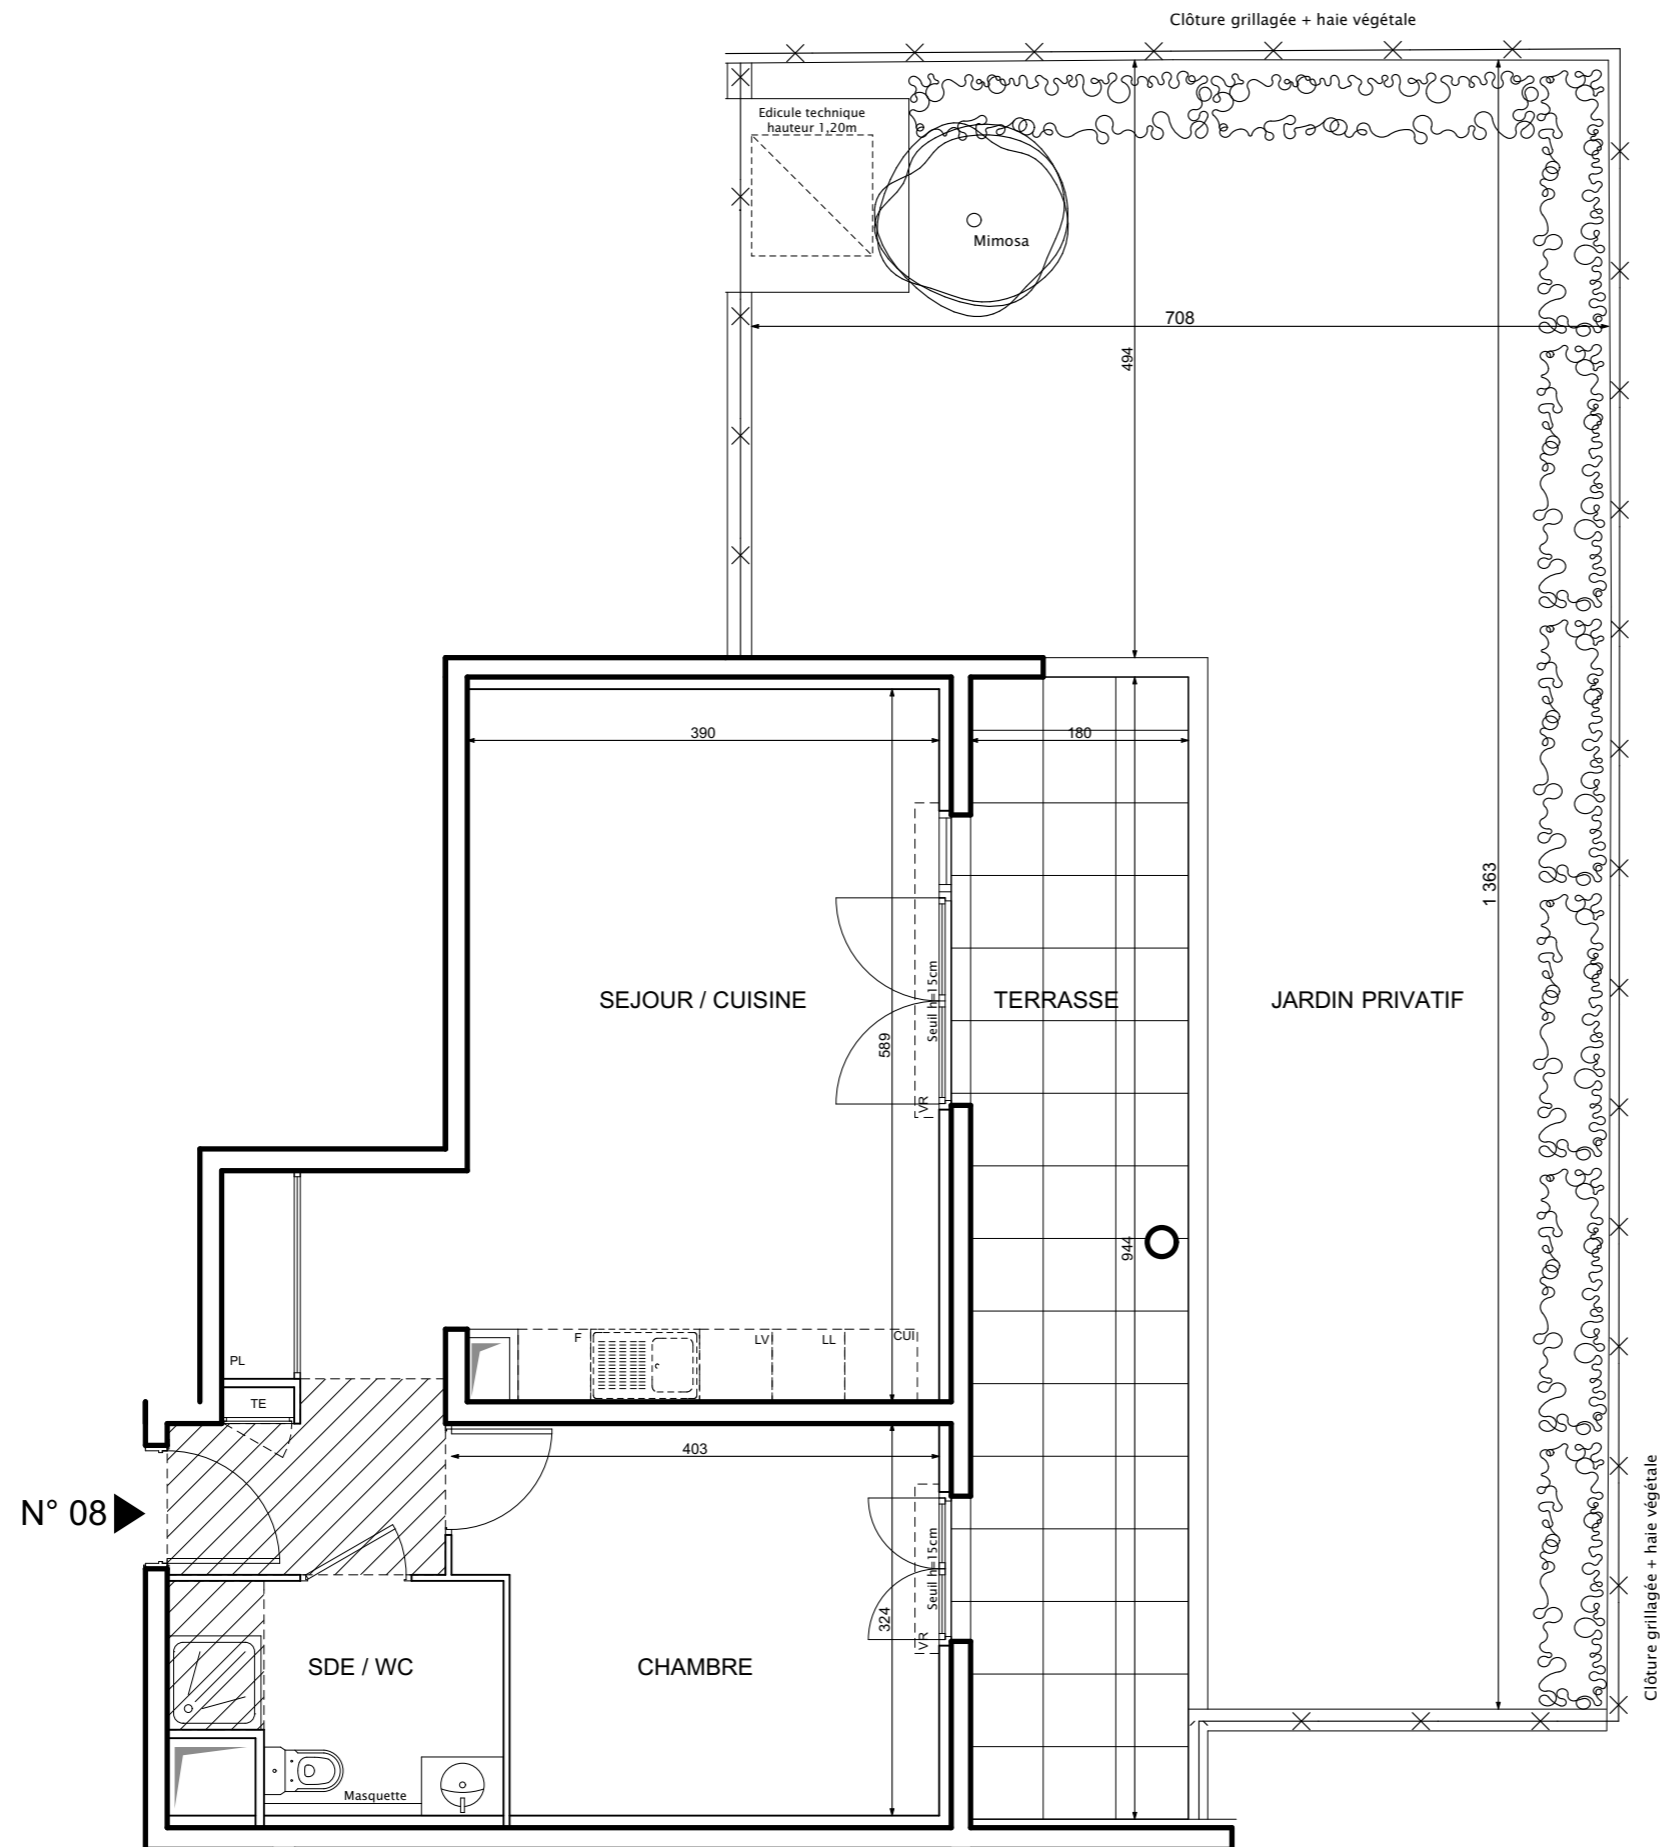 Clôture grillagée + haie végétale
Edicule technique
hauteur 1,20m
Mimosa
708
494
390
180
1 363
SEJOUR / CUISINE
TERRASSE
JARDIN PRIVATIF
Seuil h=15cm
589
VR
944
F
LV
LL
CUI
PL
TE
403
N° 08
Seuil h=15cm
324
VR
SDE / WC
CHAMBRE
Masquette
Clôture grillagée + haie végétale